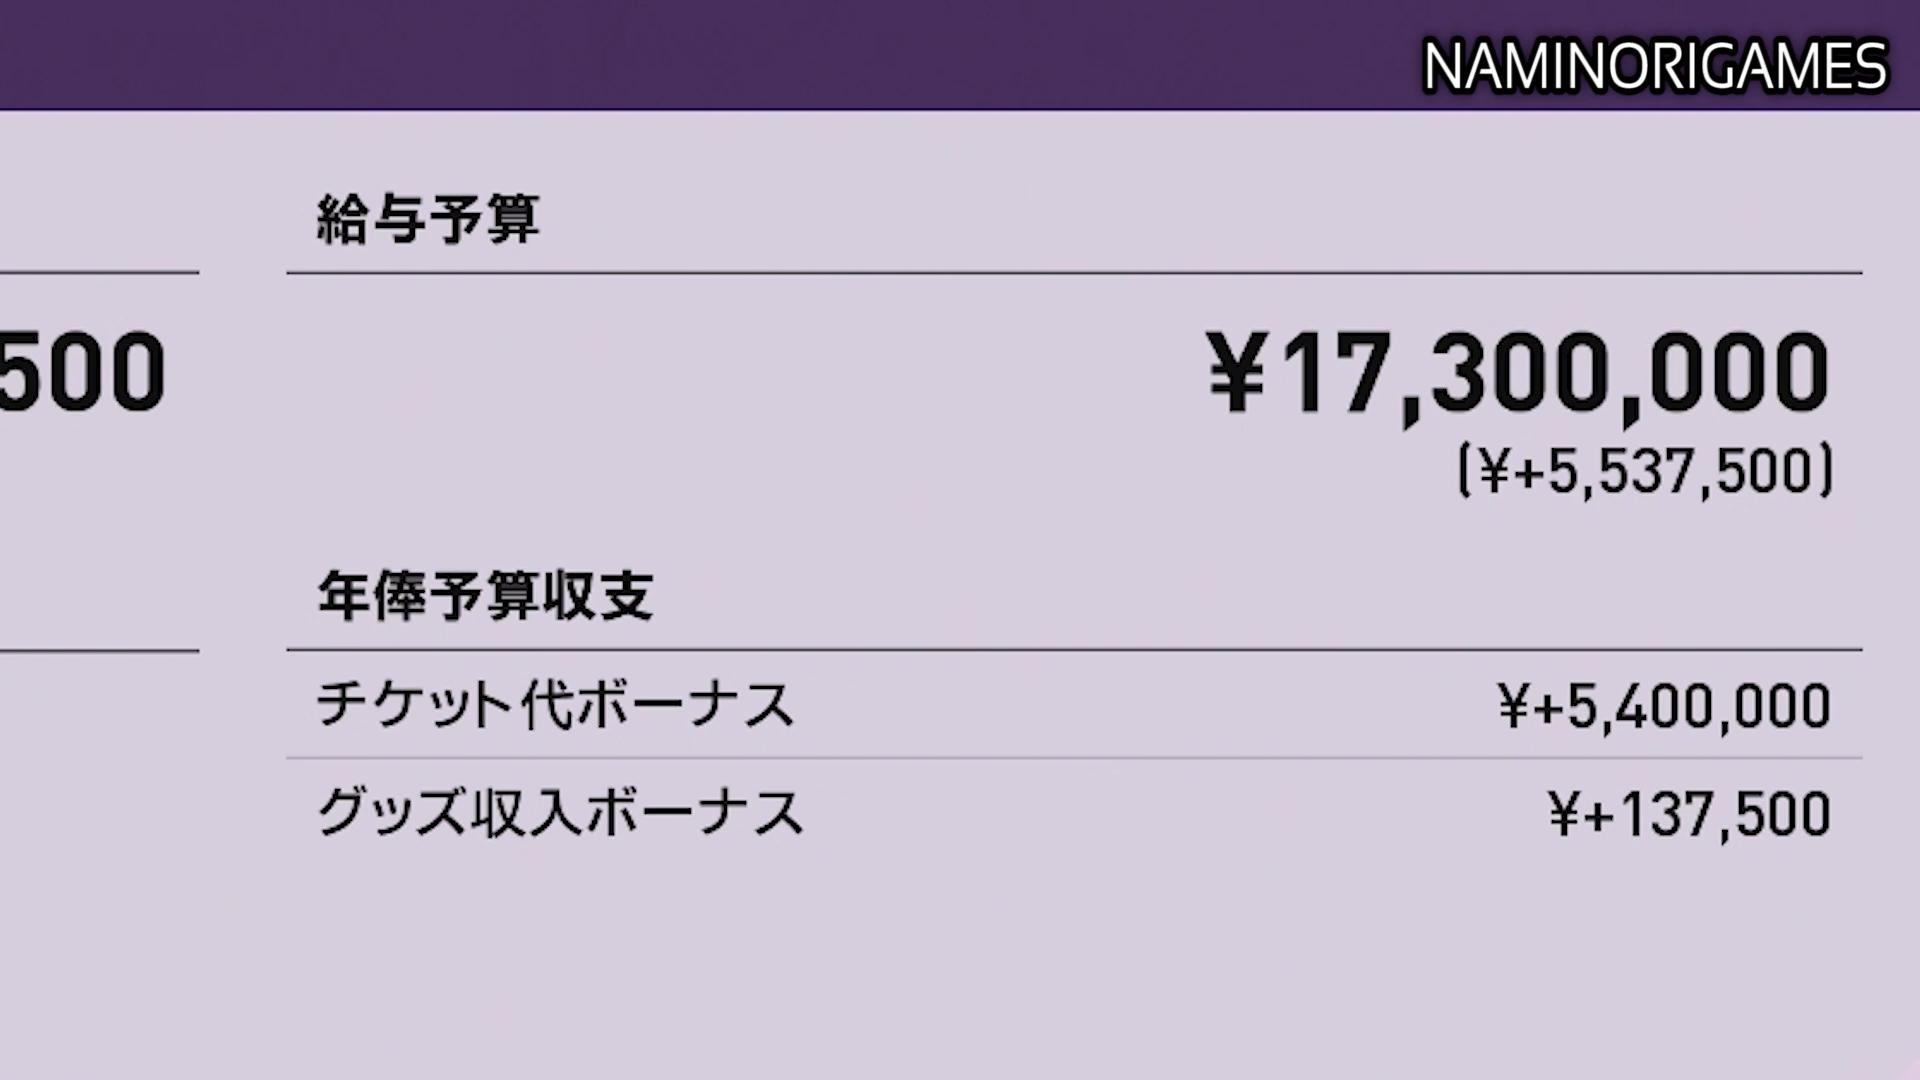 NAMINORIGAMES
給与予算
500
¥17,300,000
(¥+5,537,500)
年俸予算収支
チケット代ボーナス ¥+5,400,000
グッズ収入ボーナス ¥+137,500